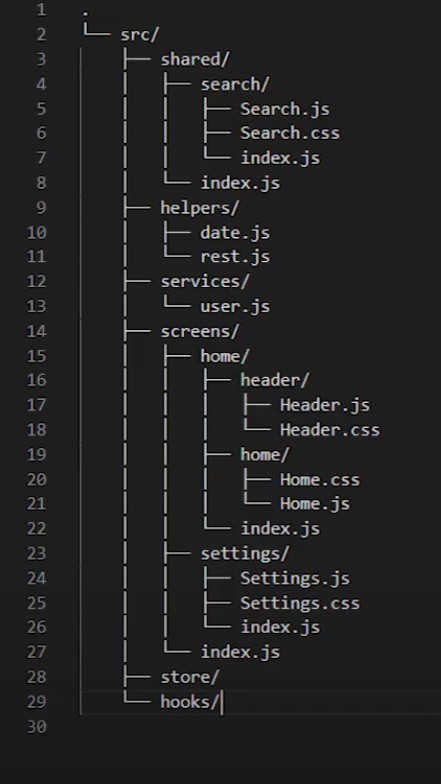 1 .
2 └── src/
3 ├── shared/
4 │   ├── search/
5 │   │   ├── Search.js
6 │   │   ├── Search.css
7 │   │   └── index.js
8 │   └── index.js
9 ├── helpers/
10 │   ├── date.js
11 │   └── rest.js
12 ├── services/
13 │   └── user.js
14 ├── screens/
15 │   ├── home/
16 │   │   ├── header/
17 │   │   │   ├── Header.js
18 │   │   │   └── Header.css
19 │   │   ├── home/
20 │   │   │   ├── Home.css
21 │   │   │   └── Home.js
22 │   │   └── index.js
23 │   ├── settings/
24 │   │   ├── Settings.js
25 │   │   ├── Settings.css
26 │   │   └── index.js
27 │   └── index.js
28 ├── store/
29 └── hooks/
30